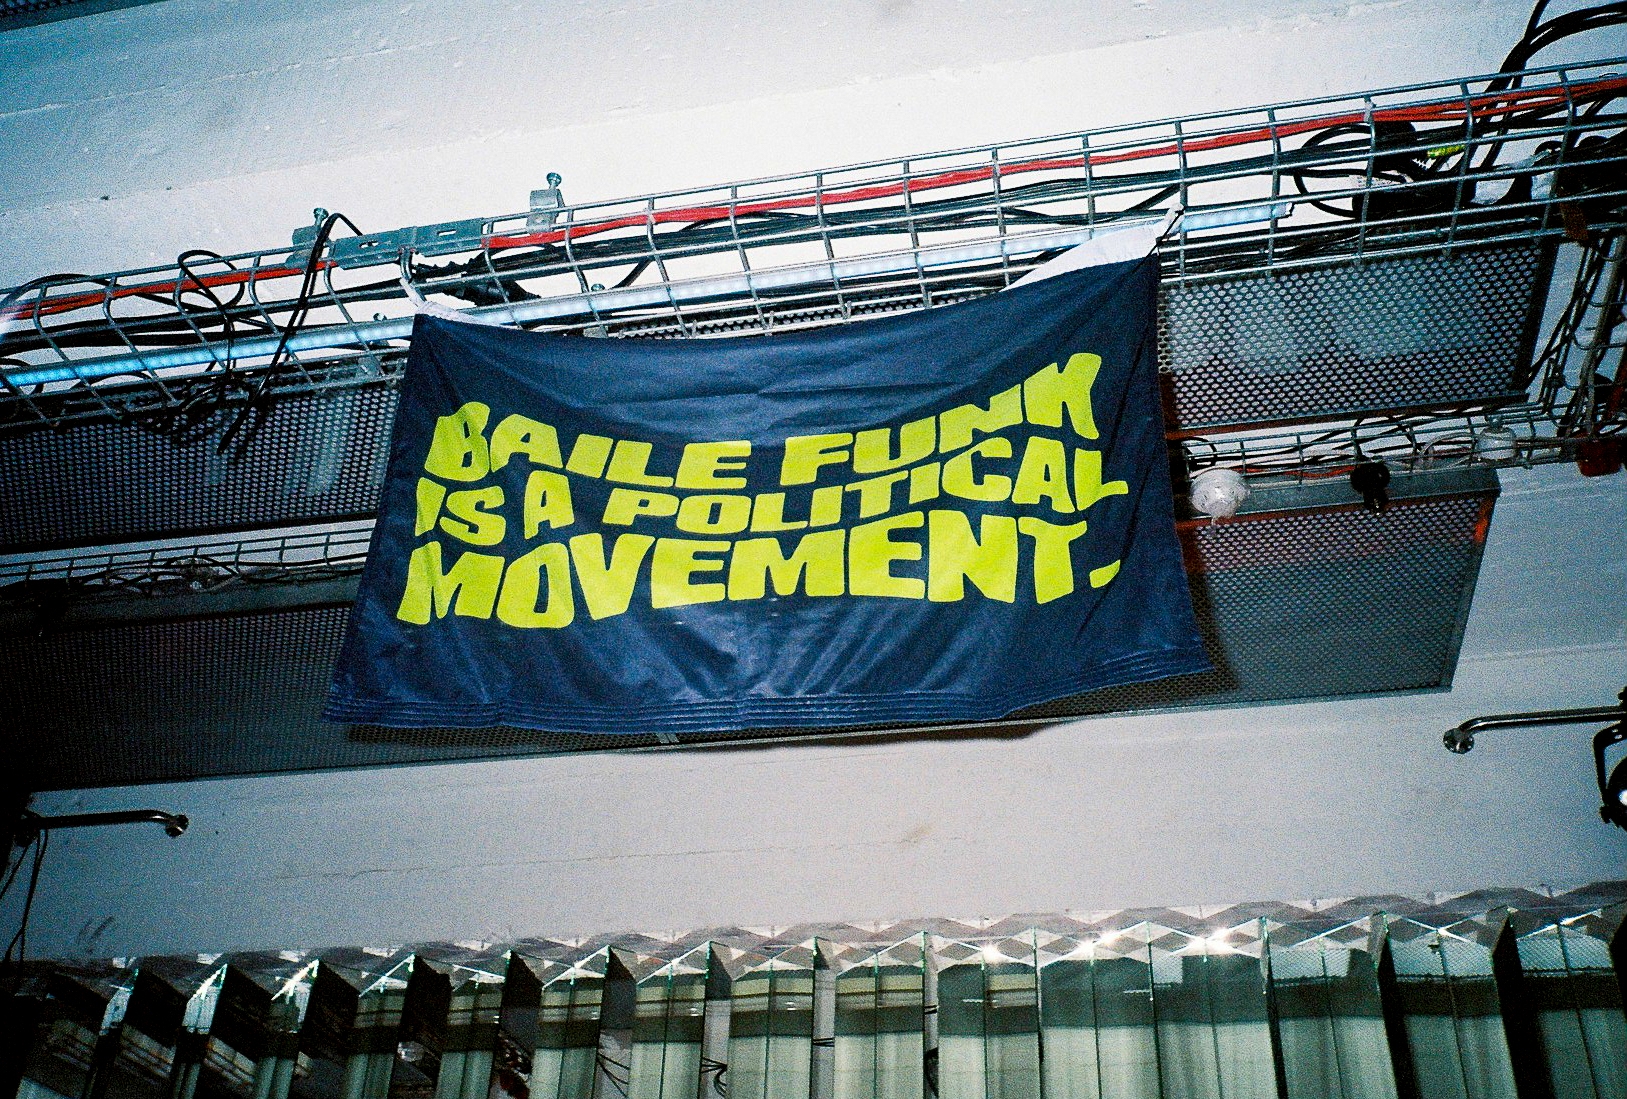 BAILE FUNK
IS A POLITICAL
MOVEMENT.